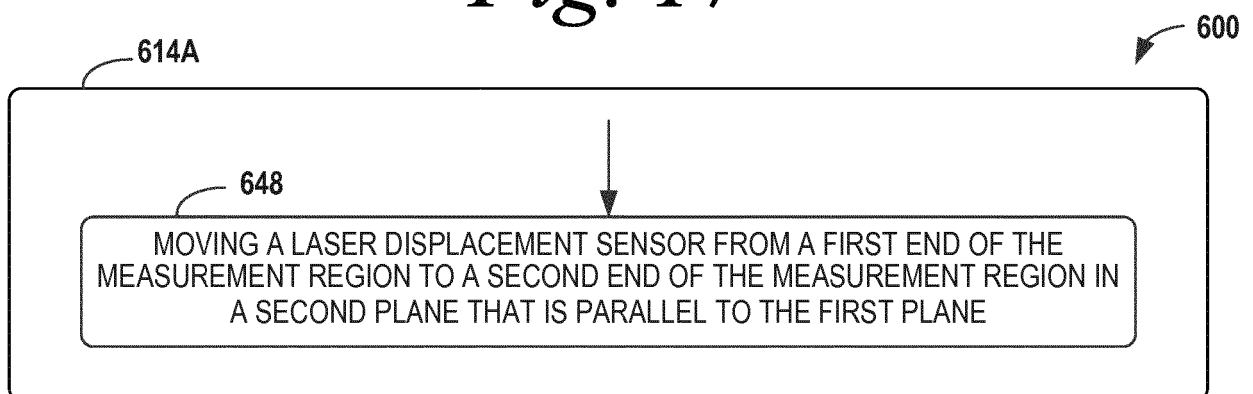 600
614A
648
MOVING A LASER DISPLACEMENT SENSOR FROM A FIRST END OF THE
MEASUREMENT REGION TO A SECOND END OF THE MEASUREMENT REGION IN
A SECOND PLANE THAT IS PARALLEL TO THE FIRST PLANE